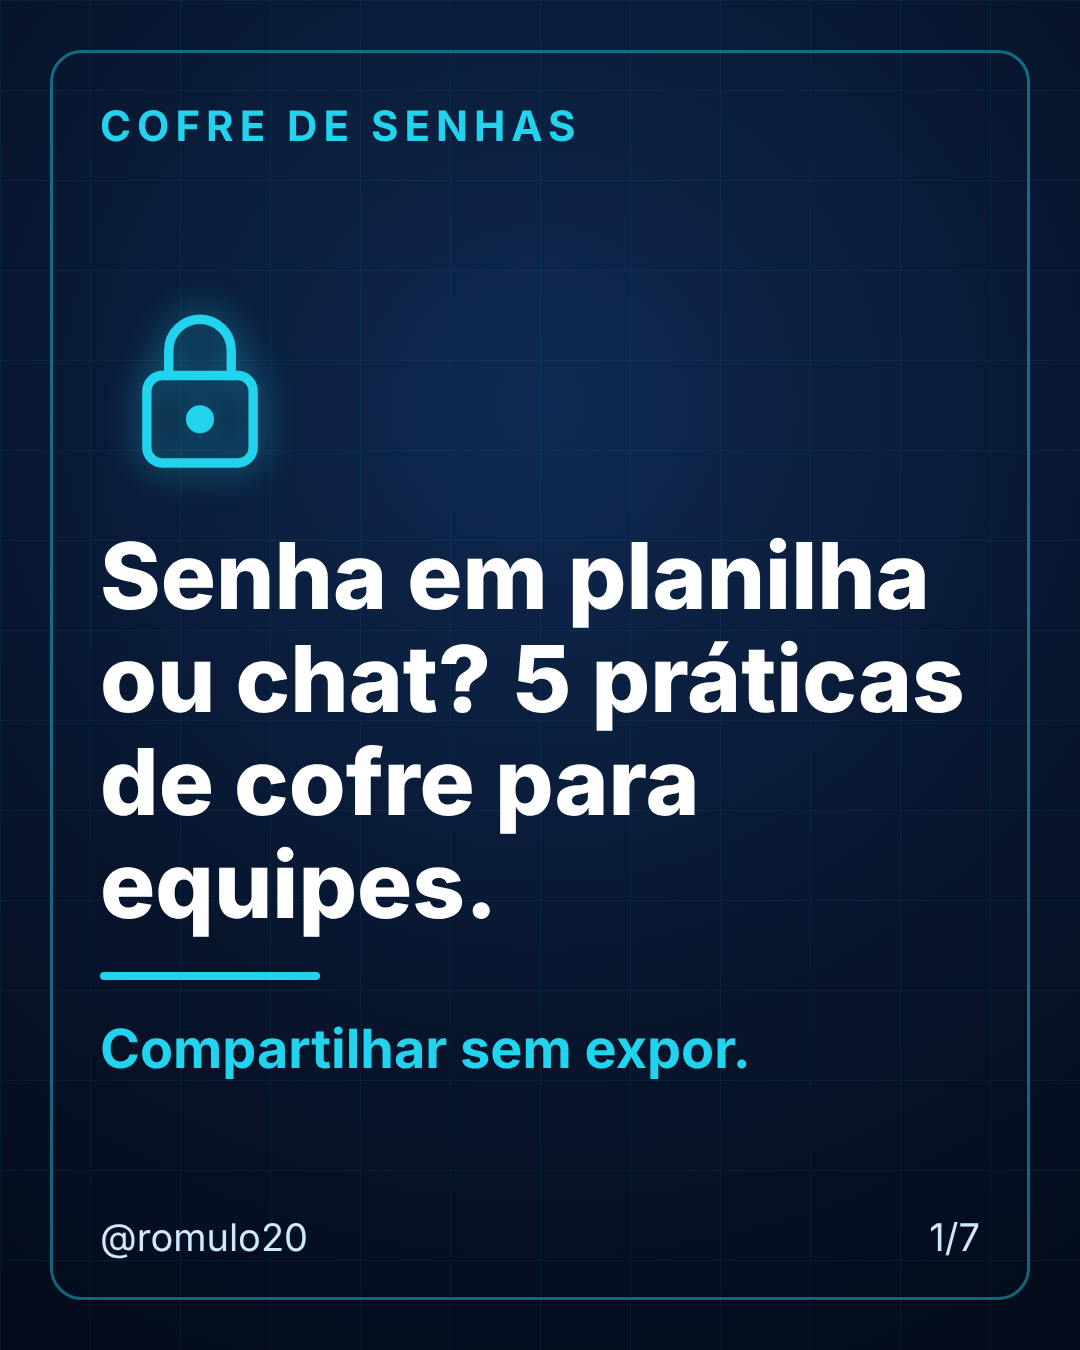 COFRE DE SENHAS
Senha em planilha
ou chat? 5 práticas
de cofre para
equipes.
Compartilhar sem expor.
@romulo20
1/7